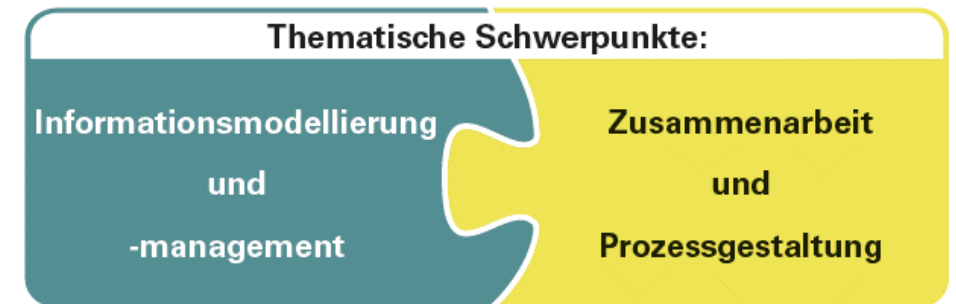 Thematische Schwerpunkte:
Informationsmodellierung
und
-management
Zusammenarbeit
und
Prozessgestaltung